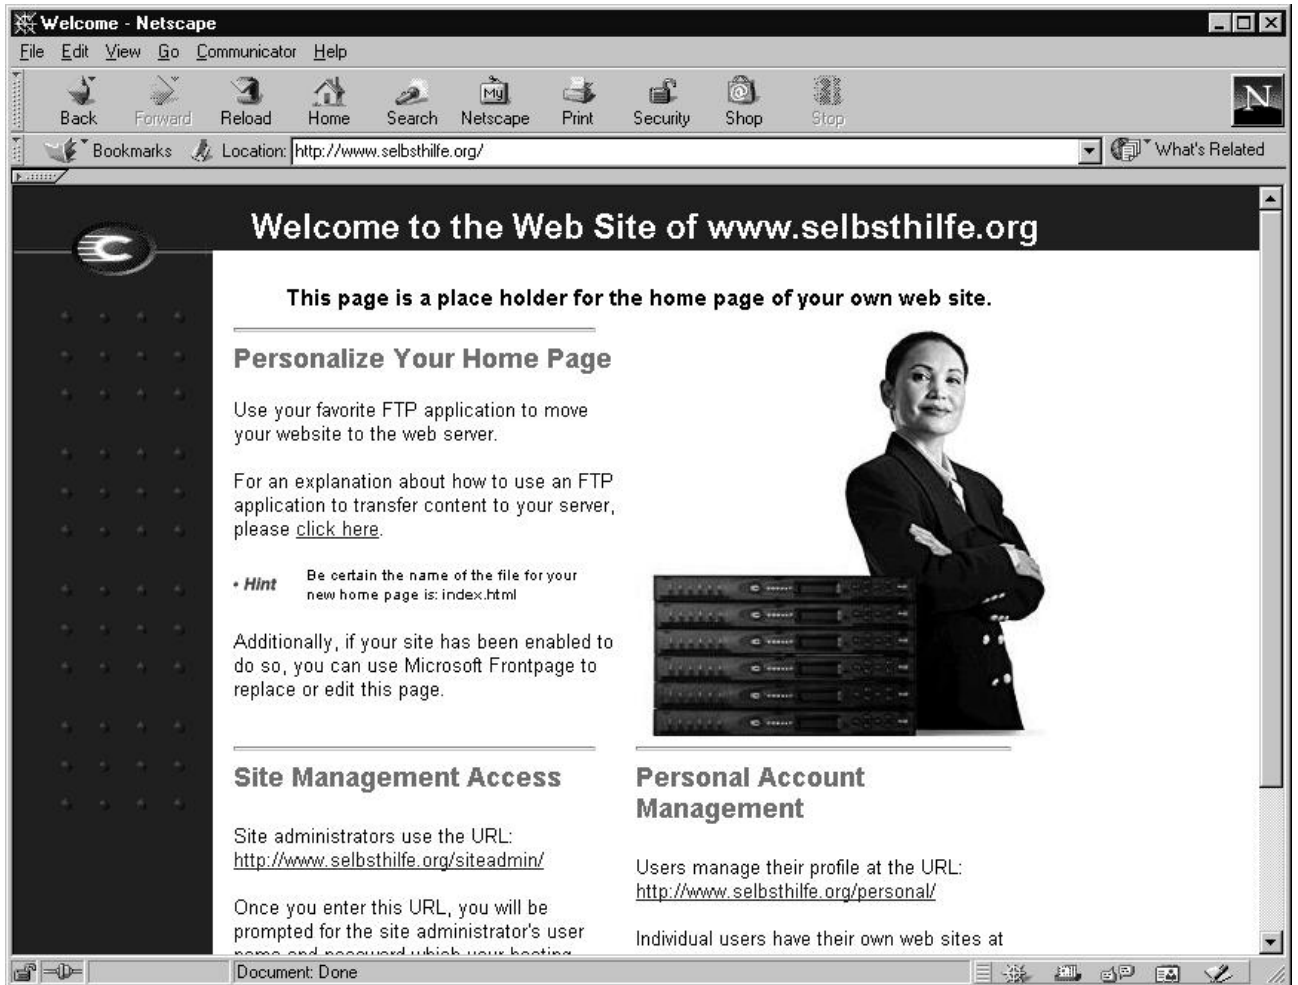 Welcome - Netscape
File Edit View Go Communicator Help
Back Forward Reload Home Search Netscape Print Security Shop Stop
My
N
Bookmarks Location: http://www.selbsthilfe.org/ What's Related
Welcome to the Web Site of www.selbsthilfe.org
C
This page is a place holder for the home page of your own web site.
Personalize Your Home Page
Use your favorite FTP application to move
your website to the web server.
For an explanation about how to use an FTP
application to transfer content to your server,
please click here.
• Hint
Be certain the name of the file for your
new home page is: index.html
Additionally, if your site has been enabled to
do so, you can use Microsoft Frontpage to
replace or edit this page.
Site Management Access
Site administrators use the URL:
http://www.selbsthilfe.org/siteadmin/
Once you enter this URL, you will be
prompted for the site administrator's user
name and password which your hosting
Personal Account
Management
Users manage their profile at the URL:
http://www.selbsthilfe.org/personal/
Individual users have their own web sites at
Document: Done